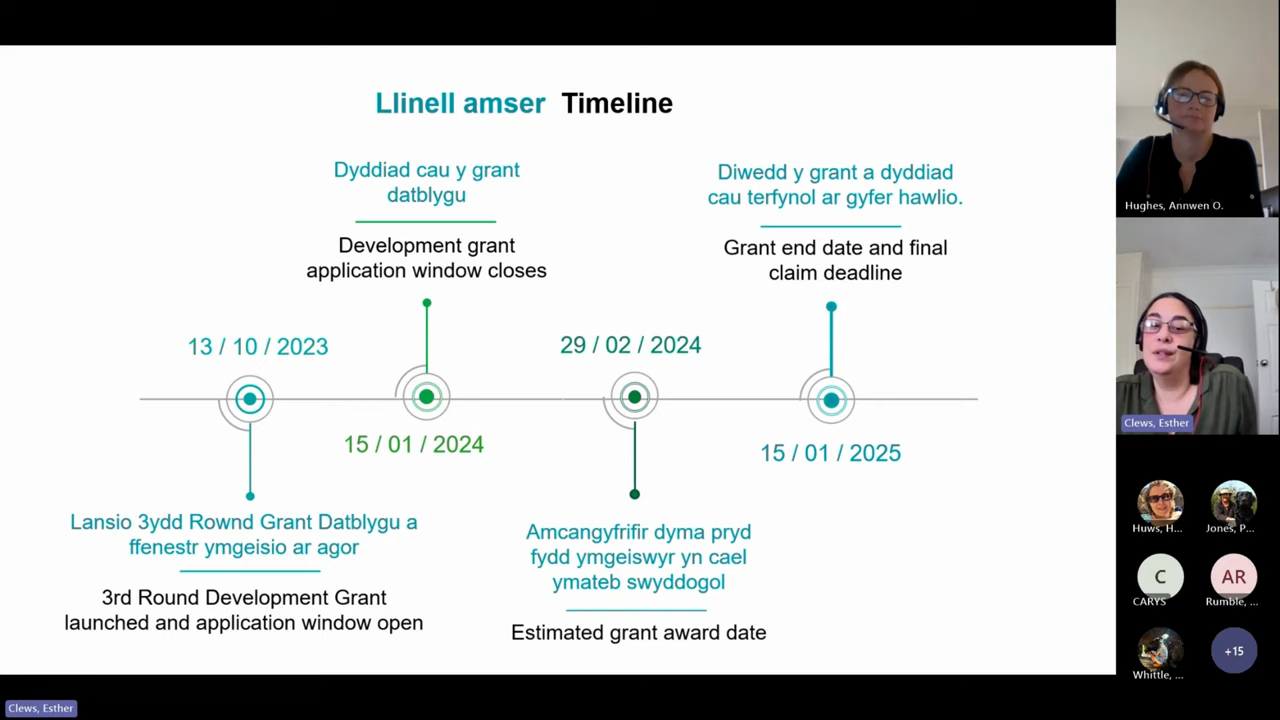 Llinell amser Timeline
Dyddiad cau y grant
datblygu
Development grant
application window closes
Diwedd y grant a dyddiad
cau terfynol ar gyfer hawlio.
Grant end date and final
claim deadline
13 / 10 / 2023
29 / 02 / 2024
15 / 01 / 2024
15 / 01 / 2025
Lansio 3ydd Rownd Grant Datblygu a
ffenestr ymgeisio ar agor
3rd Round Development Grant
launched and application window open
Amcangyfrifir dyma pryd
fydd ymgeiswyr yn cael
ymateb swyddogol
Estimated grant award date
Hughes, Annwen O.
Clews, Esther
Huws, H...
Jones, P...
C
AR
CARYS
Rumble, ...
+15
Whittle, ...
Clews, Esther